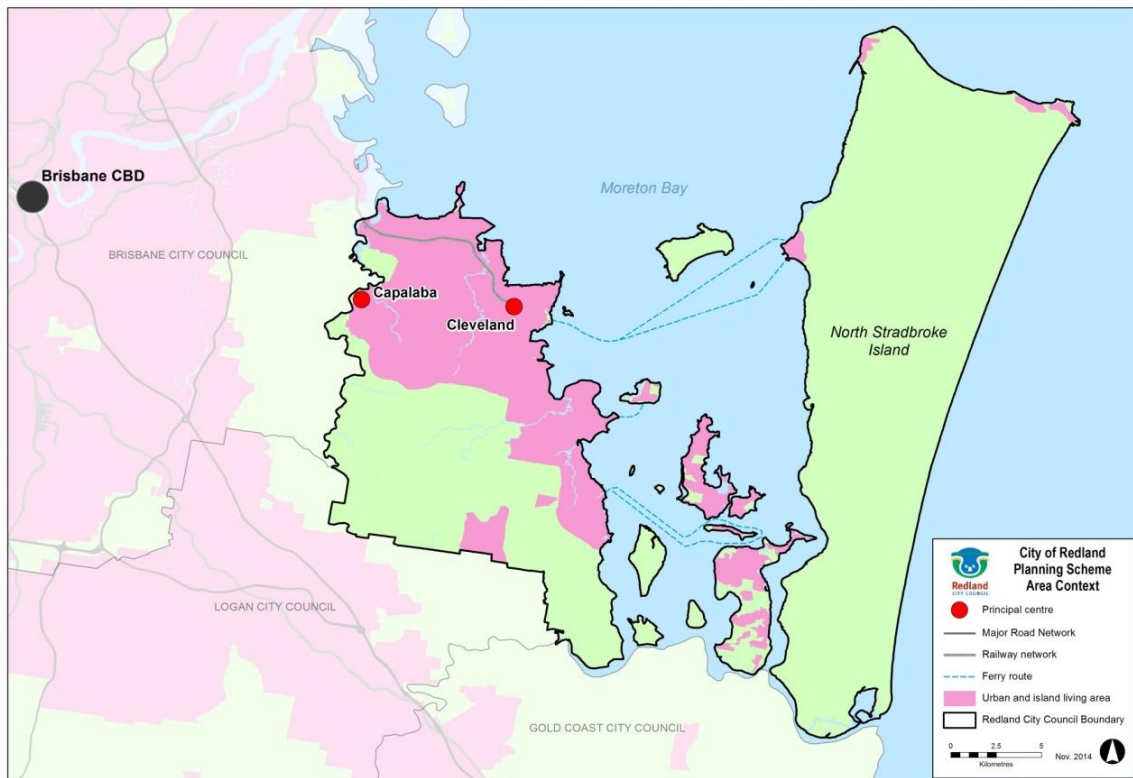 Brisbane CBD
BRISBANE CITY COUNCIL
Moreton Bay
Capalaba
Cleveland
North Stradbroke
Island
LOGAN CITY COUNCIL
GOLD COAST CITY COUNCIL
Redland
CITY COUNCIL
City of Redland
Planning Scheme
Area Context
Principal centre
Major Road Network
Railway network
Ferry route
Urban and island living area
Redland City Council Boundary
0 2.5 5
Kilometres
Nov. 2014